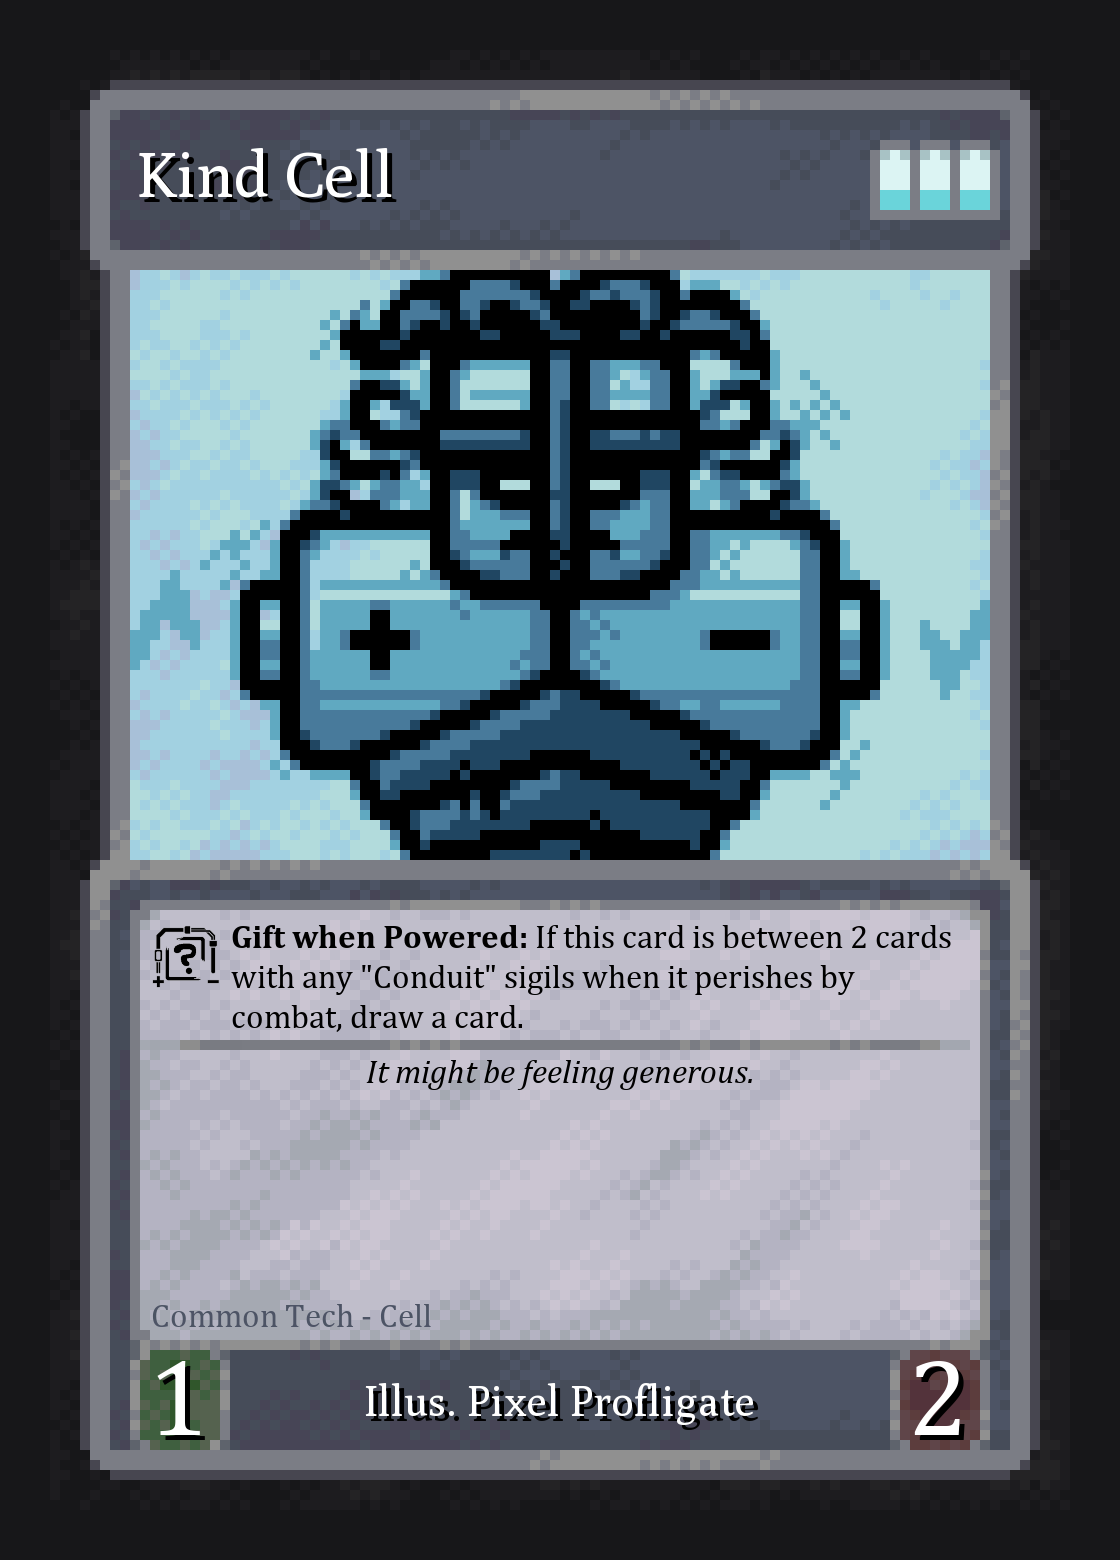 Kind Cell
+ -
? 
Gift when Powered: If this card is between 2 cards
with any "Conduit" sigils when it perishes by
combat, draw a card.
It might be feeling generous.
Common Tech - Cell
1 Illus. Pixel Profligate 2